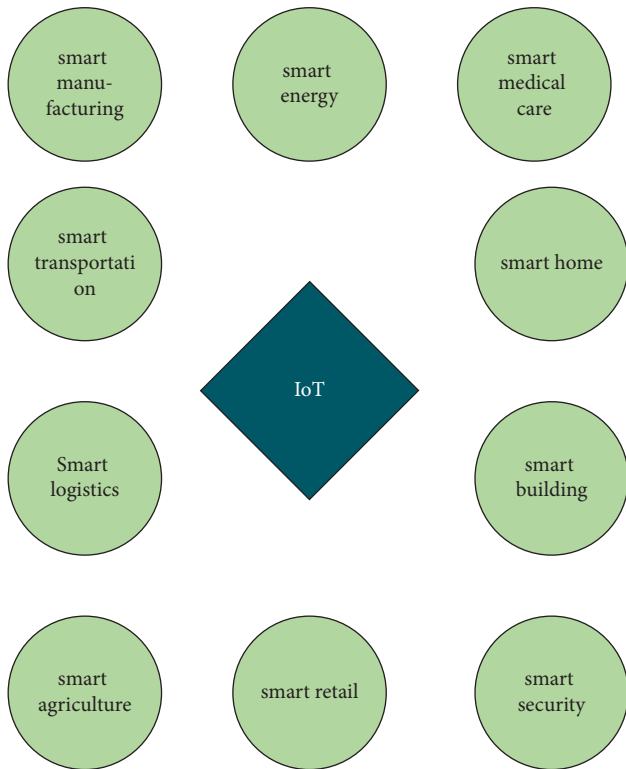 smart
manu-
facturing
smart
energy
smart
medical
care
smart
transportati
on
smart home
IoT
Smart
logistics
smart
building
smart
agriculture
smart retail
smart
security